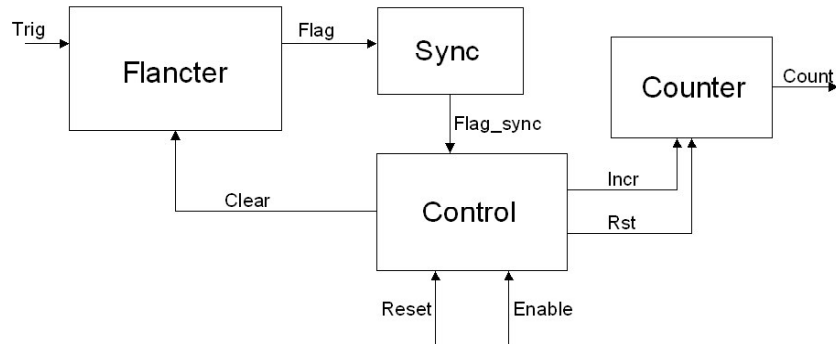 Trig
Flancter
Flag
Sync
Flag_sync
Counter
Count
Clear
Control
Incr
Rst
Reset
Enable